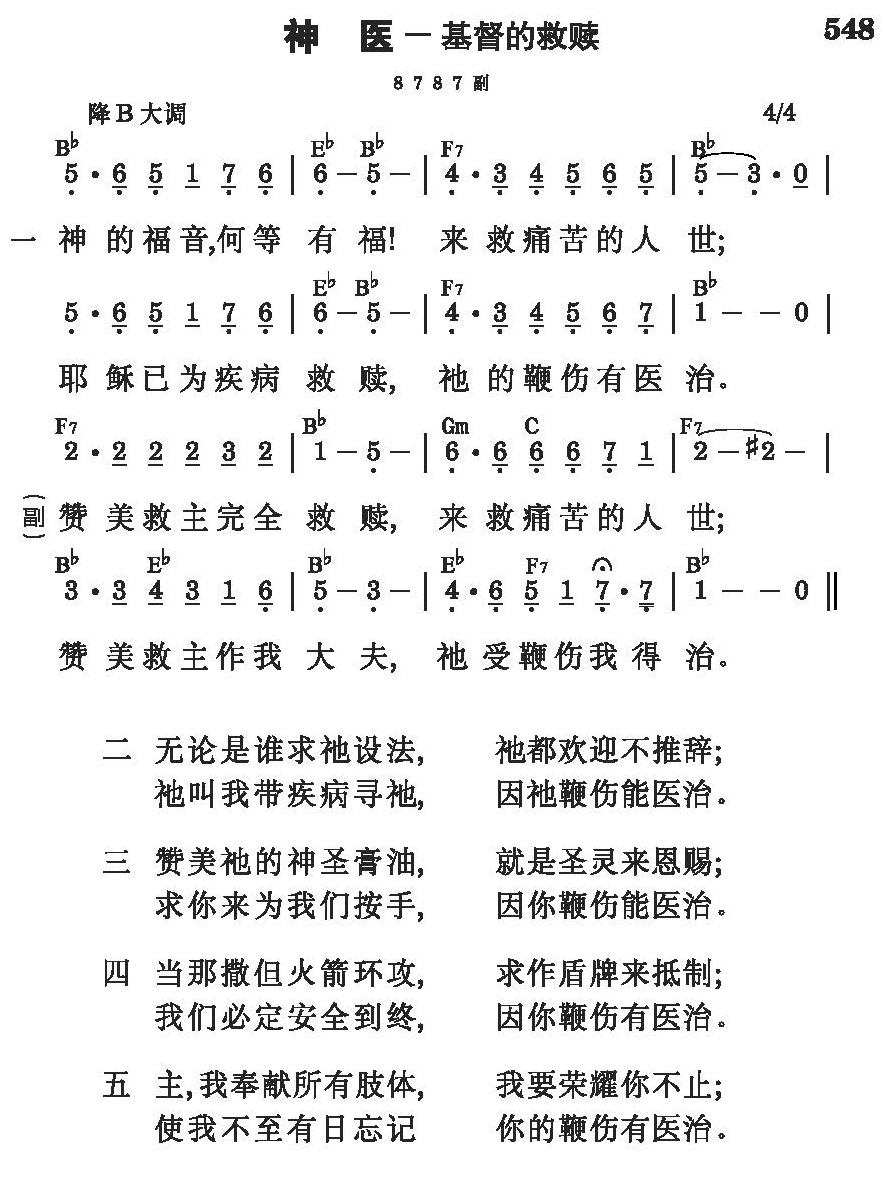 神 医－基督的救赎 548
8 7 8 7 副
降B大调 4/4
B♭ E♭ B♭ F7 B♭
5 · 6 5 1 7 6 | 6 － 5 － | 4 · 3 4 5 6 5 | 5 － 3 · 0 |
一 神的福音,何等有福! 来救痛苦的人世;
E♭ B♭ F7 B♭
5 · 6 5 1 7 6 | 6 － 5 － | 4 · 3 4 5 6 7 | 1 － － 0 |
耶稣已为疾病救赎, 祂的鞭伤有医治。
F7 B♭ Gm C F7
2 · 2 2 2 3 2 | 1 － 5 － | 6 · 6 6 6 7 1 | 2 － ♯2 － |
(副) 赞美救主完全救赎, 来救痛苦的人世;
B♭ E♭ B♭ E♭ F7 B♭
3 · 3 4 3 1 6 | 5 － 3 － | 4 · 6 5 1 7 · 7 | 1 － － 0 ‖
赞美救主作我大夫, 祂受鞭伤我得治。
二 无论是谁求祂设法, 祂都欢迎不推辞;
祂叫我带疾病寻祂, 因祂鞭伤能医治。
三 赞美祂的神圣膏油, 就是圣灵来恩赐;
求你来为我们按手, 因你鞭伤能医治。
四 当那撒但火箭环攻, 求作盾牌来抵制;
我们必定安全到终, 因你鞭伤有医治。
五 主,我奉献所有肢体, 我要荣耀你不止;
使我不至有日忘记 你的鞭伤有医治。